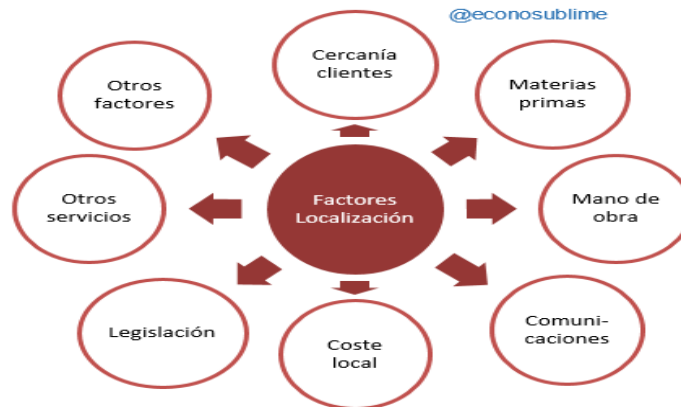 @econosublime
Cercanía
clientes
Materias
primas
Mano de
obra
Comuni-
caciones
Coste
local
Legislación
Otros
servicios
Otros
factores
Factores
Localización